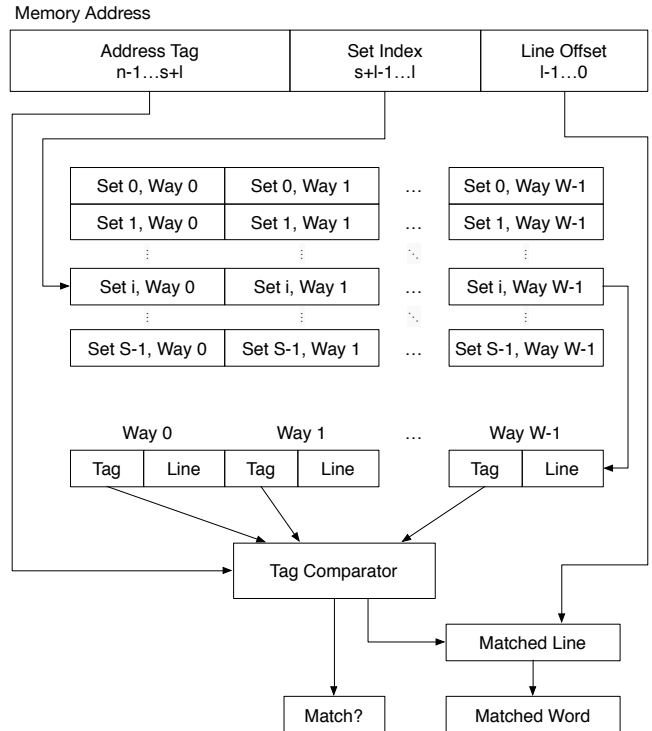 Memory Address
Address Tag
n-1…s+l
Set Index
s+l-1…l
Line Offset
l-1…0
Set 0, Way 0
Set 0, Way 1
…
Set 0, Way W-1
Set 1, Way 0
Set 1, Way 1
…
Set 1, Way W-1
⋮
⋮
⋱
⋮
Set i, Way 0
Set i, Way 1
…
Set i, Way W-1
⋮
⋮
⋱
⋮
Set S-1, Way 0
Set S-1, Way 1
…
Set S-1, Way W-1
Way 0
Way 1
…
Way W-1
Tag
Line
Tag
Line
Tag
Line
Tag Comparator
Matched Line
Match?
Matched Word